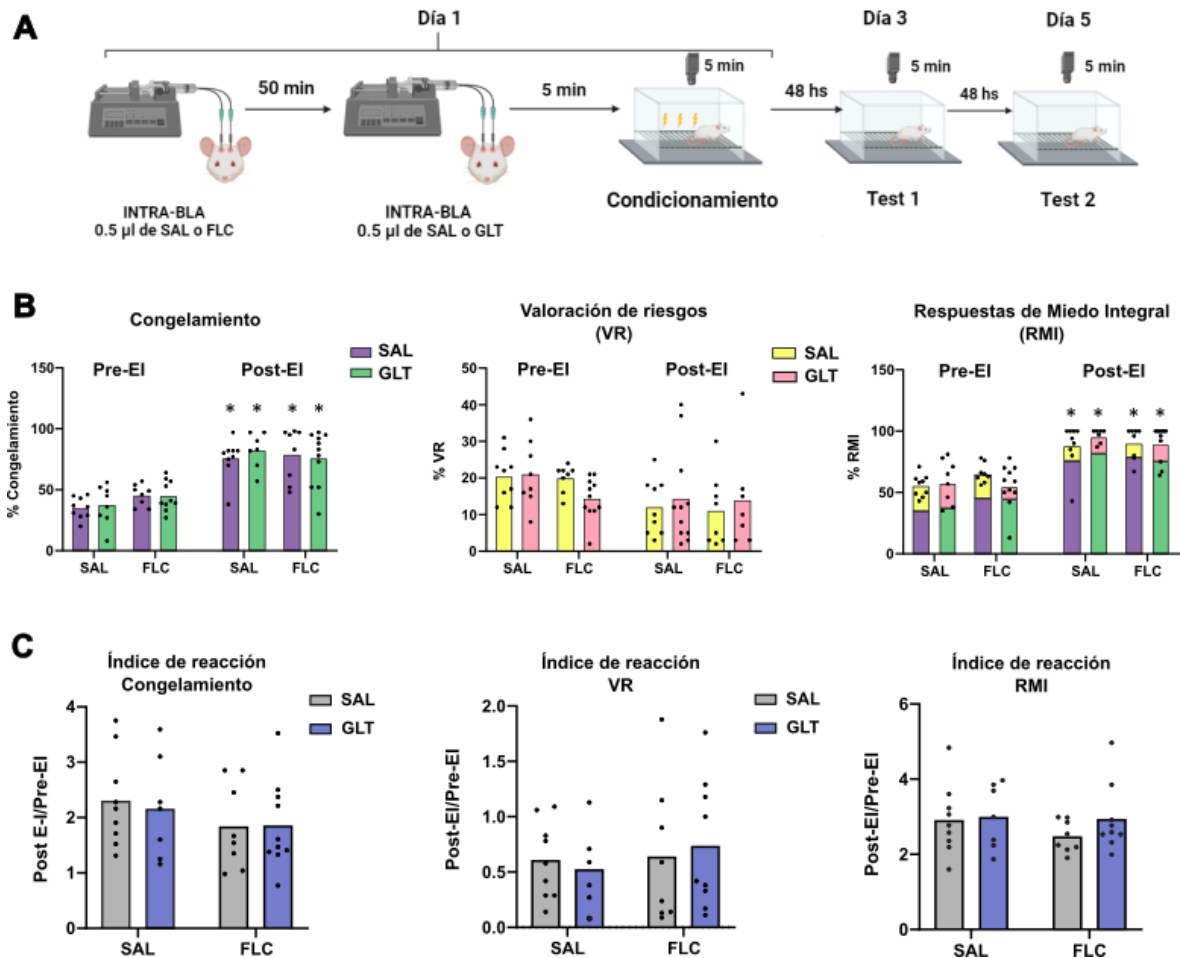 A
Día 1
Día 3
Día 5
50 min
5 min
5 min
48 hs
5 min
48 hs
5 min
INTRA-BLA
0.5 µl de SAL o FLC
INTRA-BLA
0.5 µl de SAL o GLT
Condicionamiento
Test 1
Test 2
B
Congelamiento
Pre-EI
Post-EI
SAL
GLT
% Congelamiento
150
100
50
0
* * * *
SAL
FLC
SAL
FLC
Valoración de riesgos
(VR)
Pre-EI
Post-EI
SAL
GLT
% VR
50
40
30
20
10
0
SAL
FLC
SAL
FLC
Respuestas de Miedo Integral
(RMI)
Pre-EI
Post-EI
% RMI
150
100
50
0
* * * *
SAL
FLC
SAL
FLC
C
Índice de reacción
Congelamiento
SAL
GLT
Post E-I/Pre-EI
4
3
2
1
0
SAL
FLC
Índice de reacción
VR
SAL
GLT
Post-EI/Pre-EI
2.0
1.5
1.0
0.5
0.0
SAL
FLC
Índice de reacción
RMI
Post-EI/Pre-EI
6
4
2
0
SAL
FLC